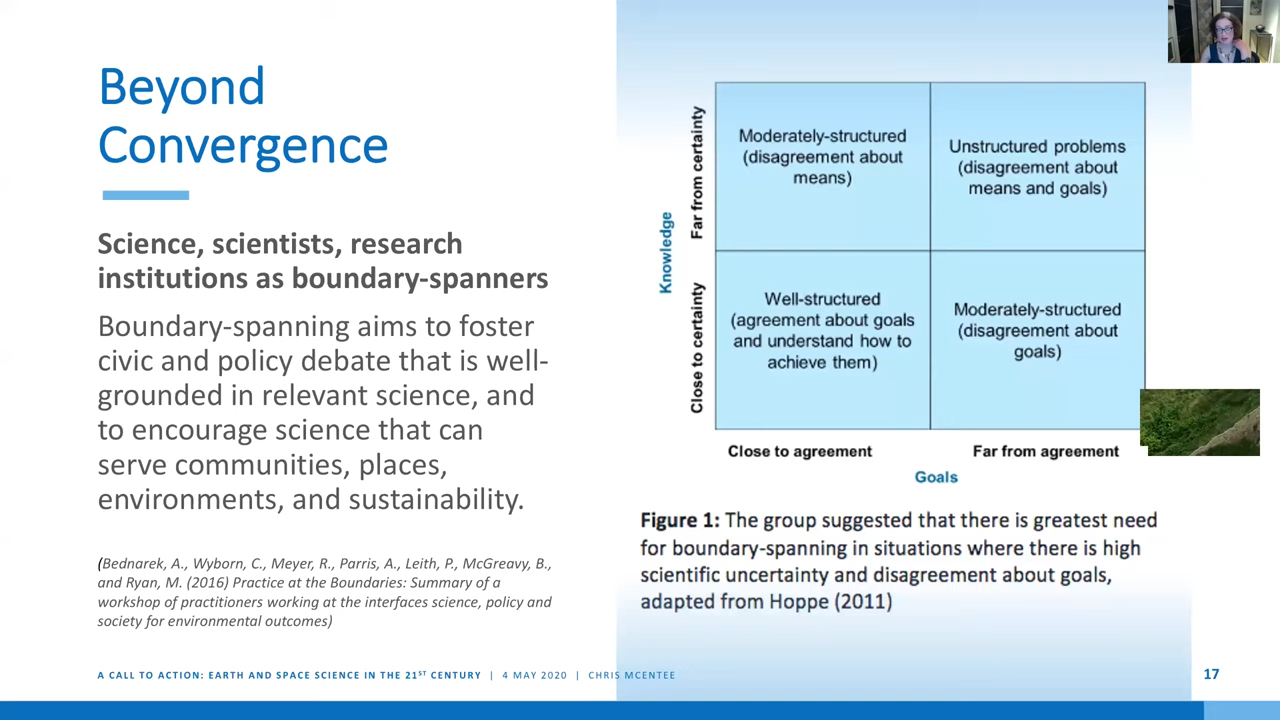 Beyond
Convergence
Science, scientists, research
institutions as boundary-spanners
Boundary-spanning aims to foster
civic and policy debate that is well-
grounded in relevant science, and
to encourage science that can
serve communities, places,
environments, and sustainability.
(Bednarek, A., Wyborn, C., Meyer, R., Parris, A., Leith, P., McGreavy, B.,
and Ryan, M. (2016) Practice at the Boundaries: Summary of a
workshop of practitioners working at the interfaces science, policy and
society for environmental outcomes)
Knowledge
Far from certainty
Close to certainty
Moderately-structured
(disagreement about
means)
Unstructured problems
(disagreement about
means and goals)
Well-structured
(agreement about goals
and understand how to
achieve them)
Moderately-structured
(disagreement about
goals)
Close to agreement
Far from agreement
Goals
Figure 1: The group suggested that there is greatest need
for boundary-spanning in situations where there is high
scientific uncertainty and disagreement about goals,
adapted from Hoppe (2011)
A CALL TO ACTION: EARTH AND SPACE SCIENCE IN THE 21ST CENTURY | 4 MAY 2020 | CHRIS MCENTEE
17